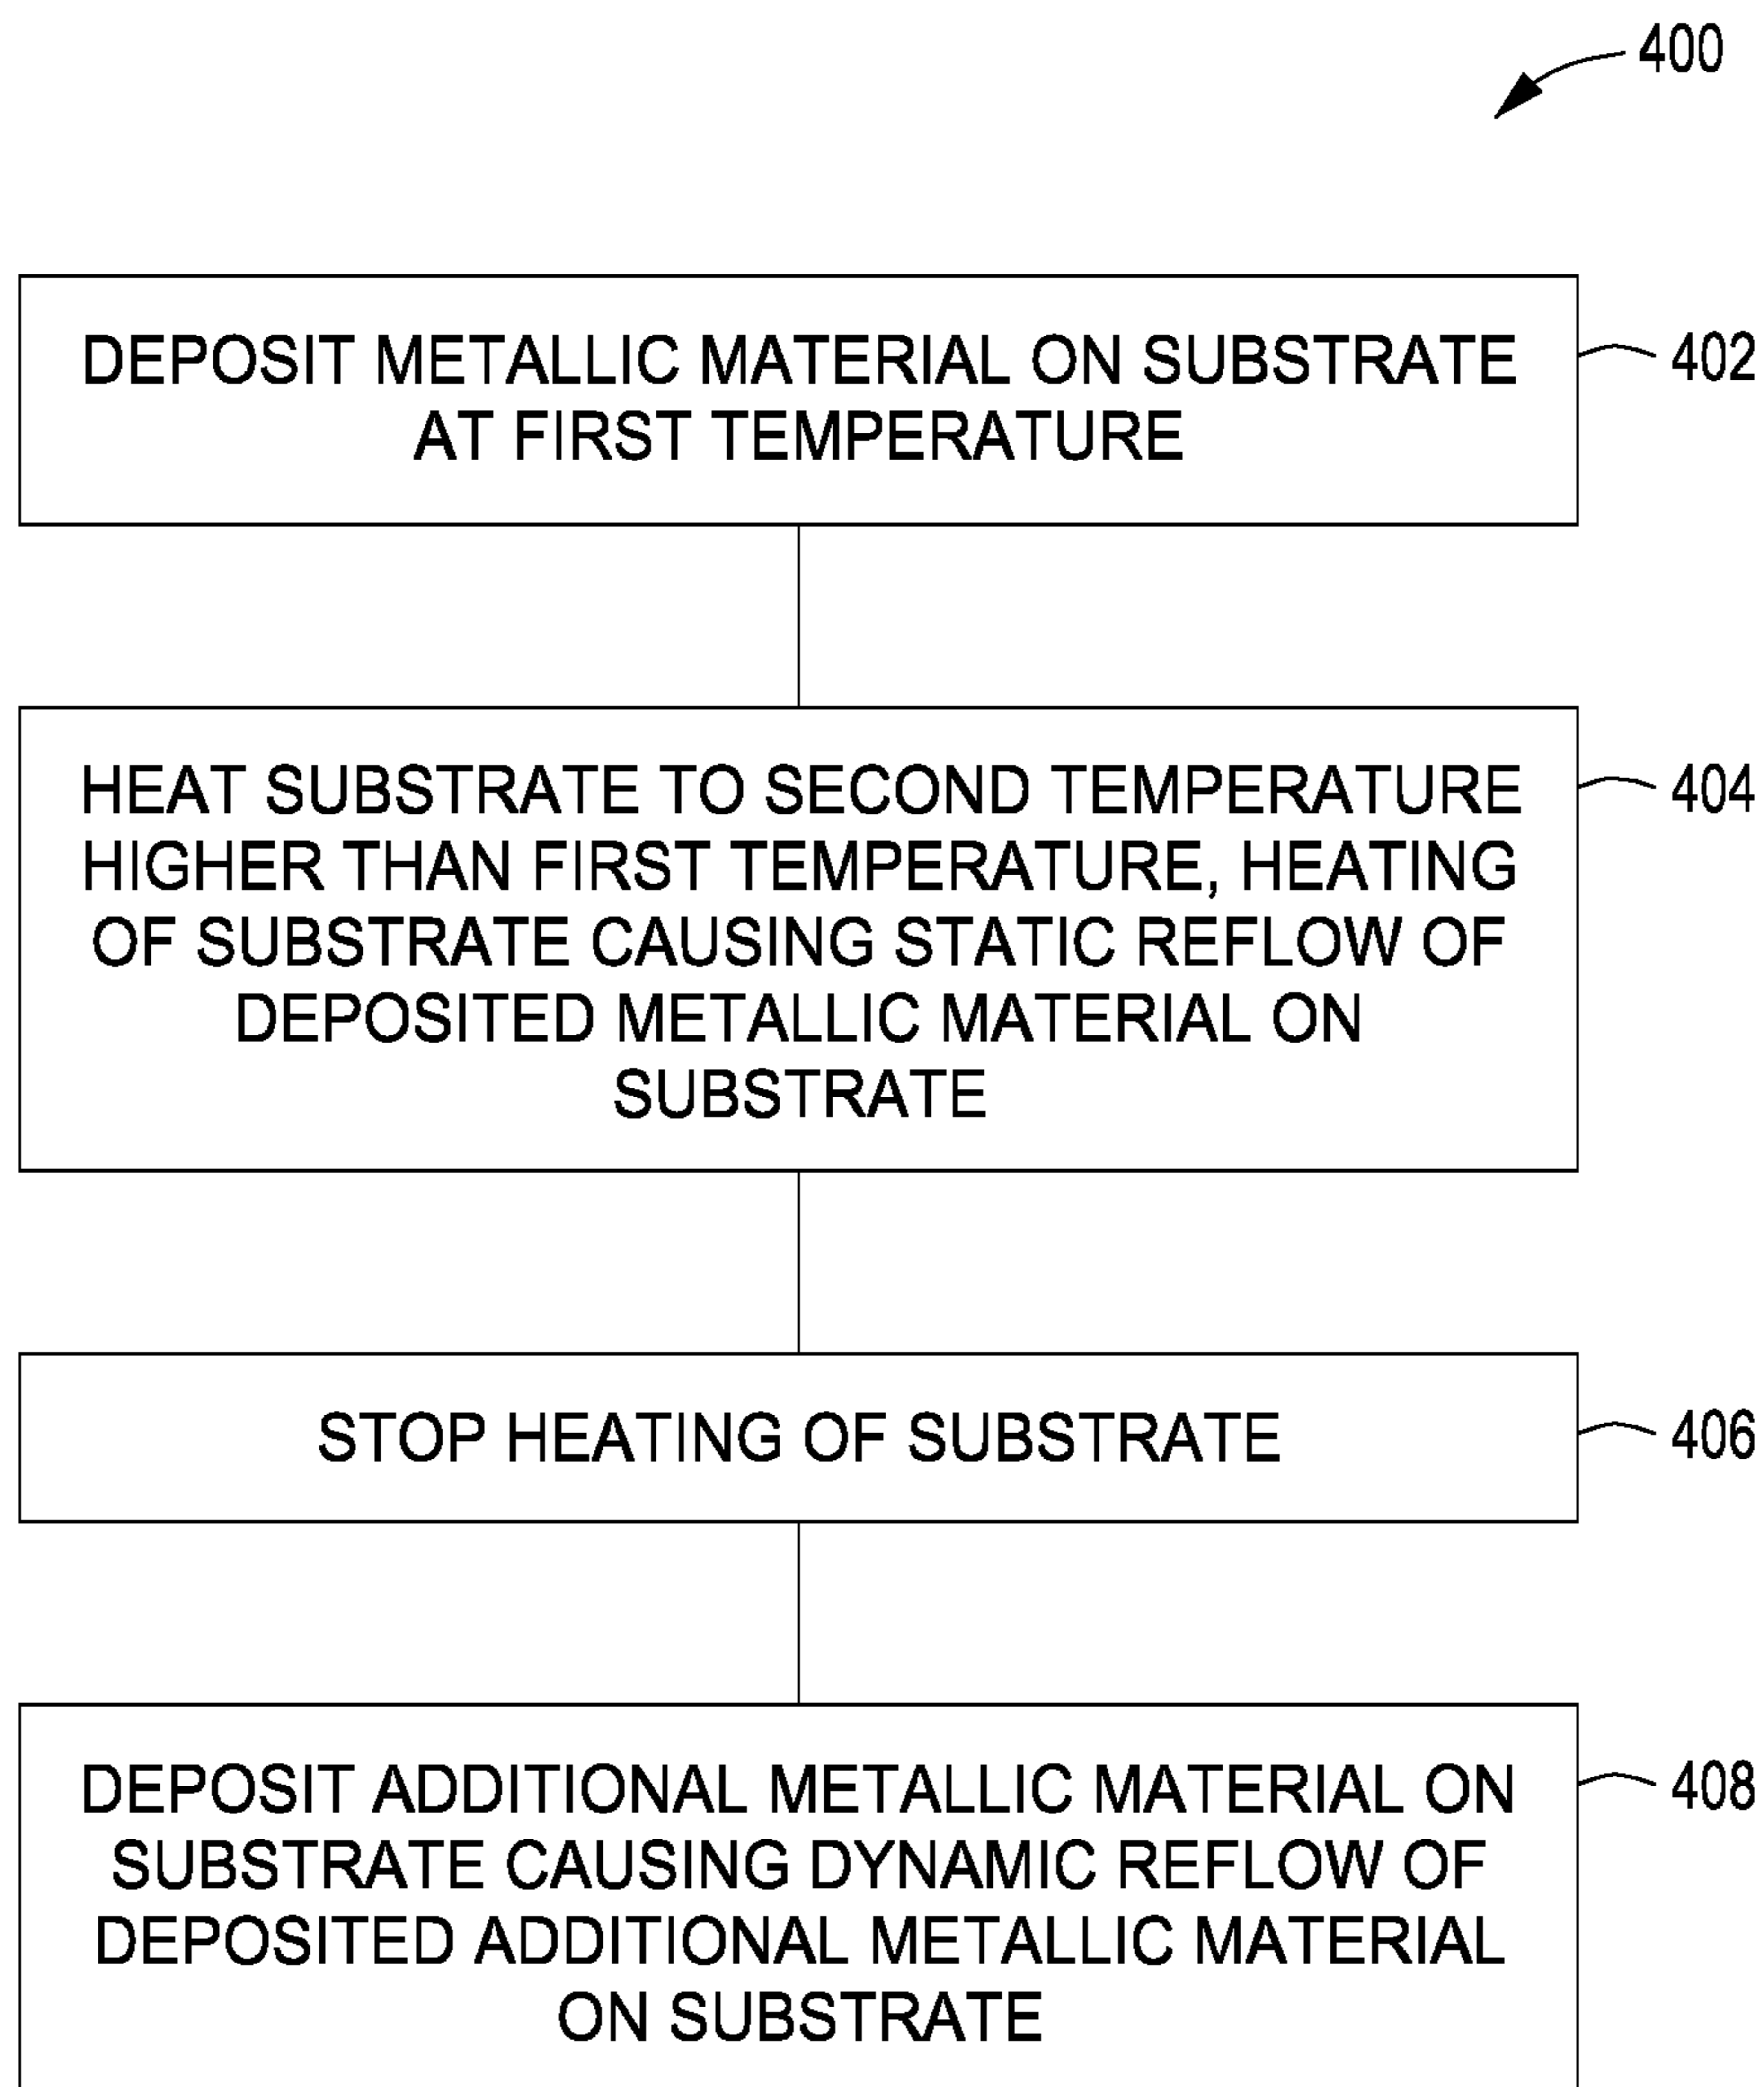 400
DEPOSIT METALLIC MATERIAL ON SUBSTRATE
AT FIRST TEMPERATURE
402
HEAT SUBSTRATE TO SECOND TEMPERATURE
HIGHER THAN FIRST TEMPERATURE, HEATING
OF SUBSTRATE CAUSING STATIC REFLOW OF
DEPOSITED METALLIC MATERIAL ON
SUBSTRATE
404
STOP HEATING OF SUBSTRATE
406
DEPOSIT ADDITIONAL METALLIC MATERIAL ON
SUBSTRATE CAUSING DYNAMIC REFLOW OF
DEPOSITED ADDITIONAL METALLIC MATERIAL
ON SUBSTRATE
408